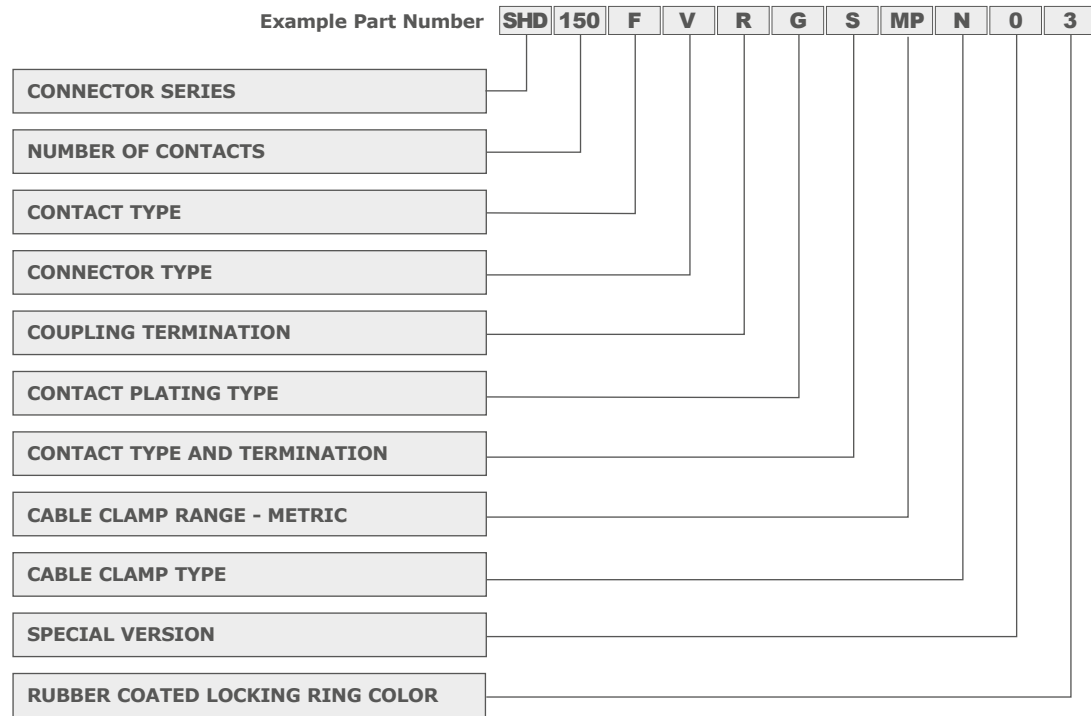 Example Part Number SHD 150 F V R G S MP N 0 3
CONNECTOR SERIES
NUMBER OF CONTACTS
CONTACT TYPE
CONNECTOR TYPE
COUPLING TERMINATION
CONTACT PLATING TYPE
CONTACT TYPE AND TERMINATION
CABLE CLAMP RANGE - METRIC
CABLE CLAMP TYPE
SPECIAL VERSION
RUBBER COATED LOCKING RING COLOR